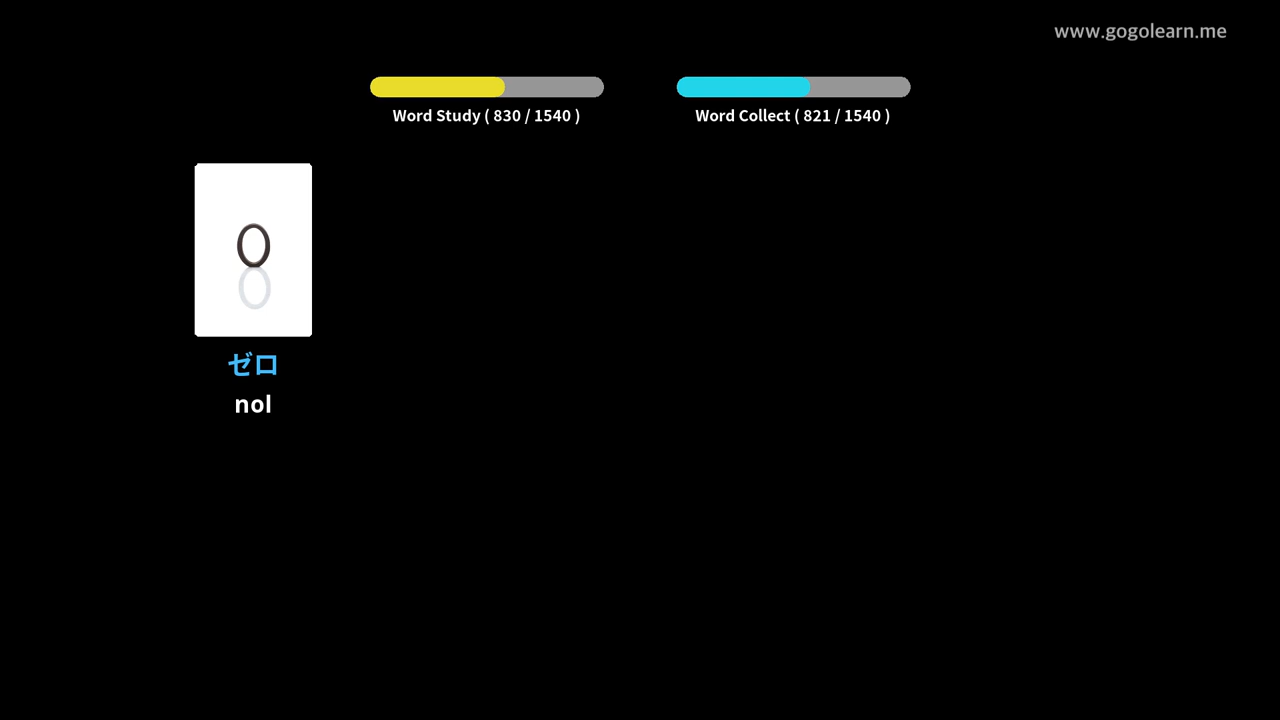 www.gogolearn.me
Word Study ( 830 / 1540 )
Word Collect ( 821 / 1540 )
0
ゼロ
nol